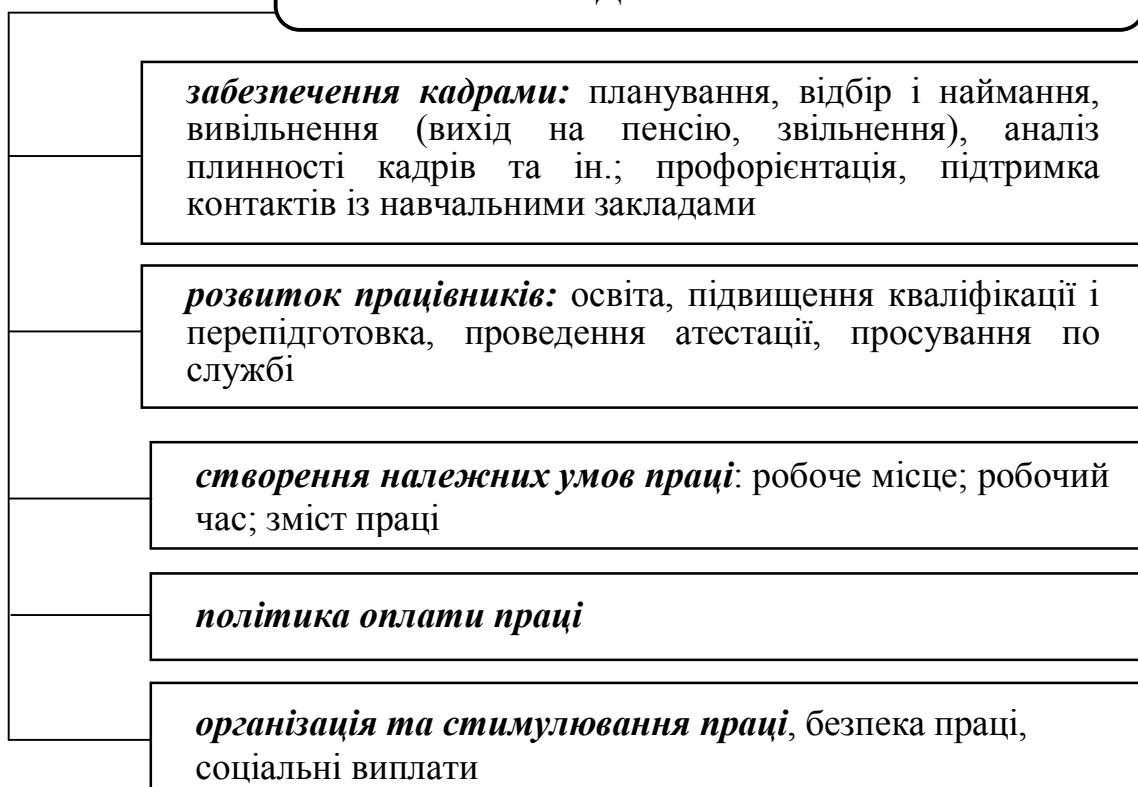 забезпечення кадрами: планування, відбір і наймання,
вивільнення (вихід на пенсію, звільнення), аналіз
плинності кадрів та ін.; профорієнтація, підтримка
контактів із навчальними закладами
розвиток працівників: освіта, підвищення кваліфікації і
перепідготовка, проведення атестації, просування по
службі
створення належних умов праці: робоче місце; робочий
час; зміст праці
політика оплати праці
організація та стимулювання праці, безпека праці,
соціальні виплати